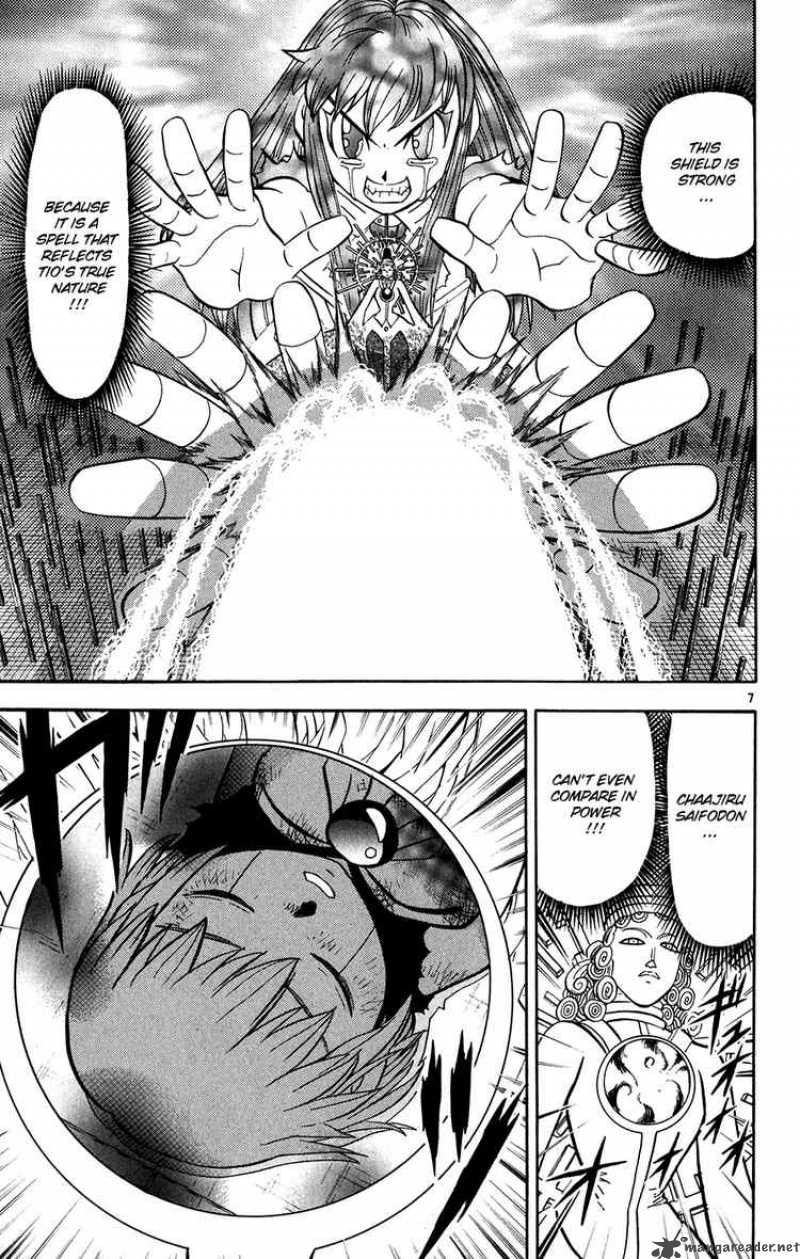 THIS
SHIELD IS
STRONG
...
BECAUSE
IT IS A
SPELL THAT
REFLECTS
TIO'S TRUE
NATURE
!!!
7
CHAAJIRU
SAIFODON
...
CAN'T EVEN
COMPARE IN
POWER
!!!
mangareader.net